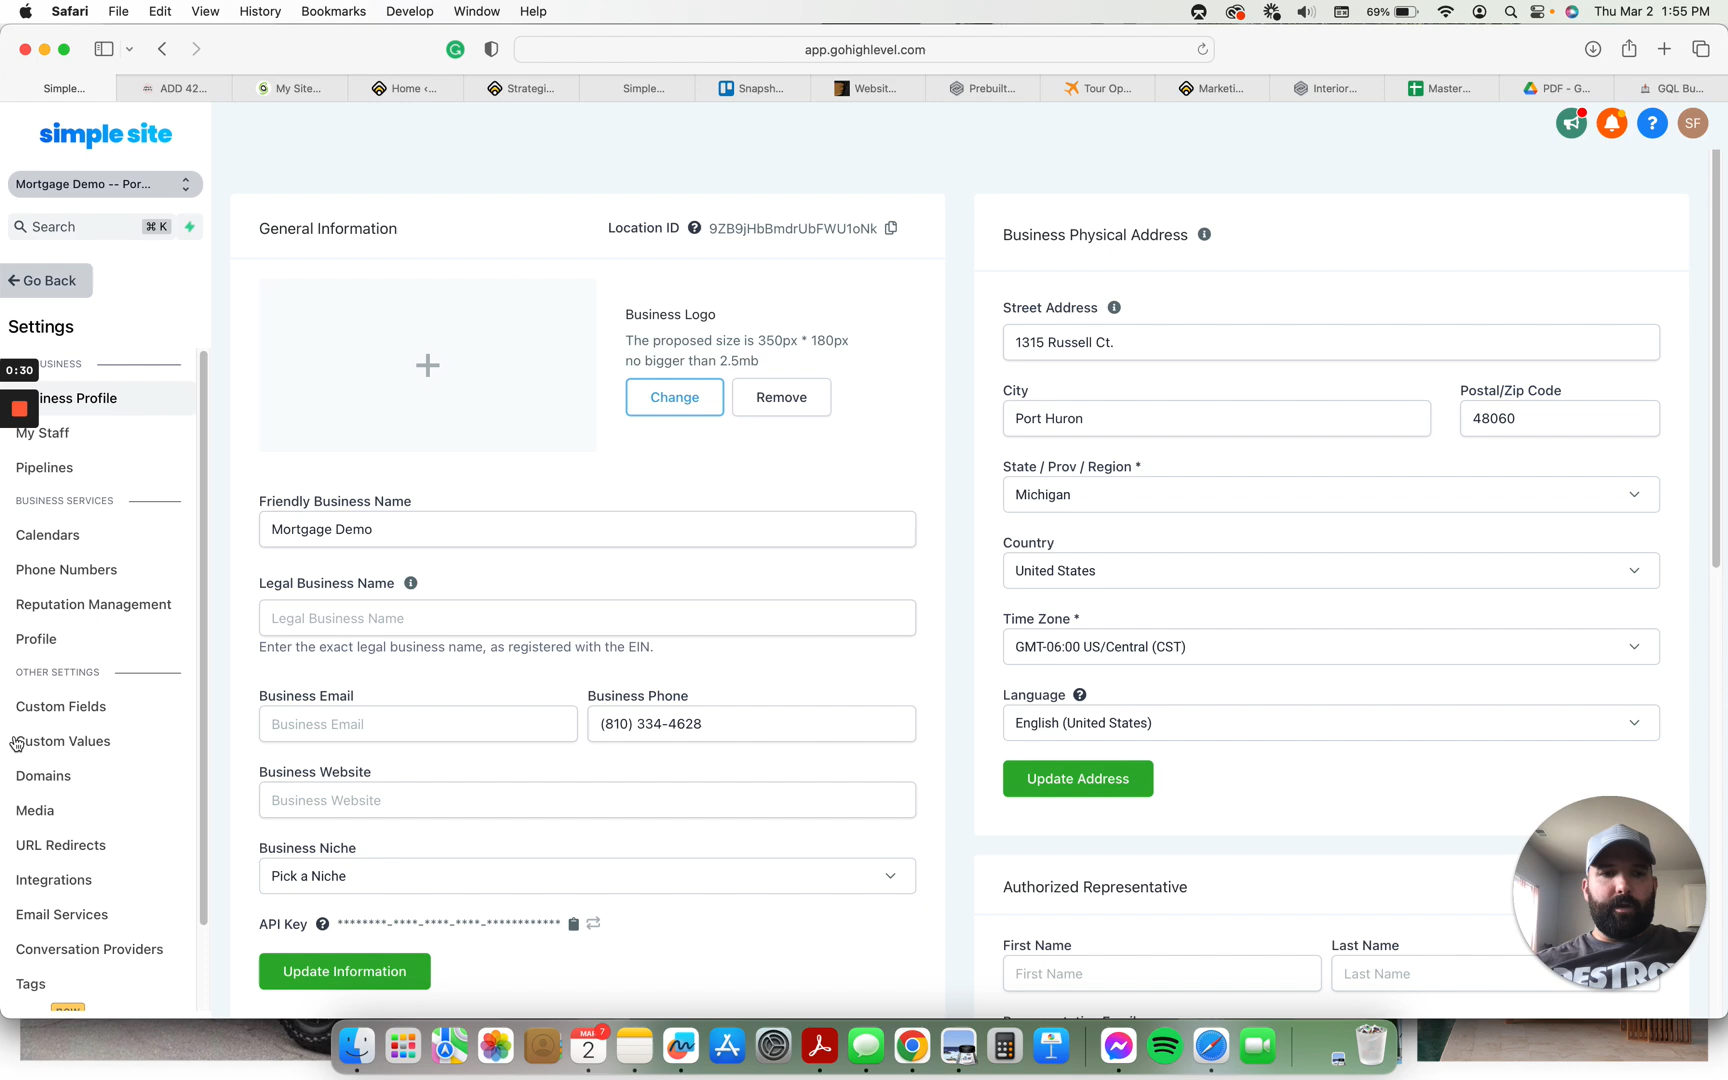 Safari File Edit View History Bookmarks Develop Window Help 69% Thu Mar 2 1:55 PM
app.gohighlevel.com
Simple... ADD 42... My Site... Home ‹... Strategi... Simple... Snapsh... Websit... Prebuilt... Tour Op... Marketi... Interior... Master... PDF - G... GQL Bu...
simple site
SF
Mortgage Demo -- Por...
Search ⌘ K
Go Back
Settings
0:30
USINESS
iness Profile
My Staff
Pipelines
BUSINESS SERVICES
Calendars
Phone Numbers
Reputation Management
Profile
OTHER SETTINGS
Custom Fields
ustom Values
Domains
Media
URL Redirects
Integrations
Email Services
Conversation Providers
Tags
new
General Information
Location ID 9ZB9jHbBmdrUbFWU1oNk
Business Logo
The proposed size is 350px * 180px
no bigger than 2.5mb
Change Remove
Friendly Business Name
Mortgage Demo
Legal Business Name
Legal Business Name
Enter the exact legal business name, as registered with the EIN.
Business Email Business Phone
Business Email (810) 334-4628
Business Website
Business Website
Business Niche
Pick a Niche
API Key ********-****-****-****-************
Update Information
Business Physical Address
Street Address
1315 Russell Ct.
City Postal/Zip Code
Port Huron 48060
State / Prov / Region *
Michigan
Country
United States
Time Zone *
GMT-06:00 US/Central (CST)
Language
English (United States)
Update Address
Authorized Representative
First Name Last Name
First Name Last Name
DESTRO
MAR 7
2